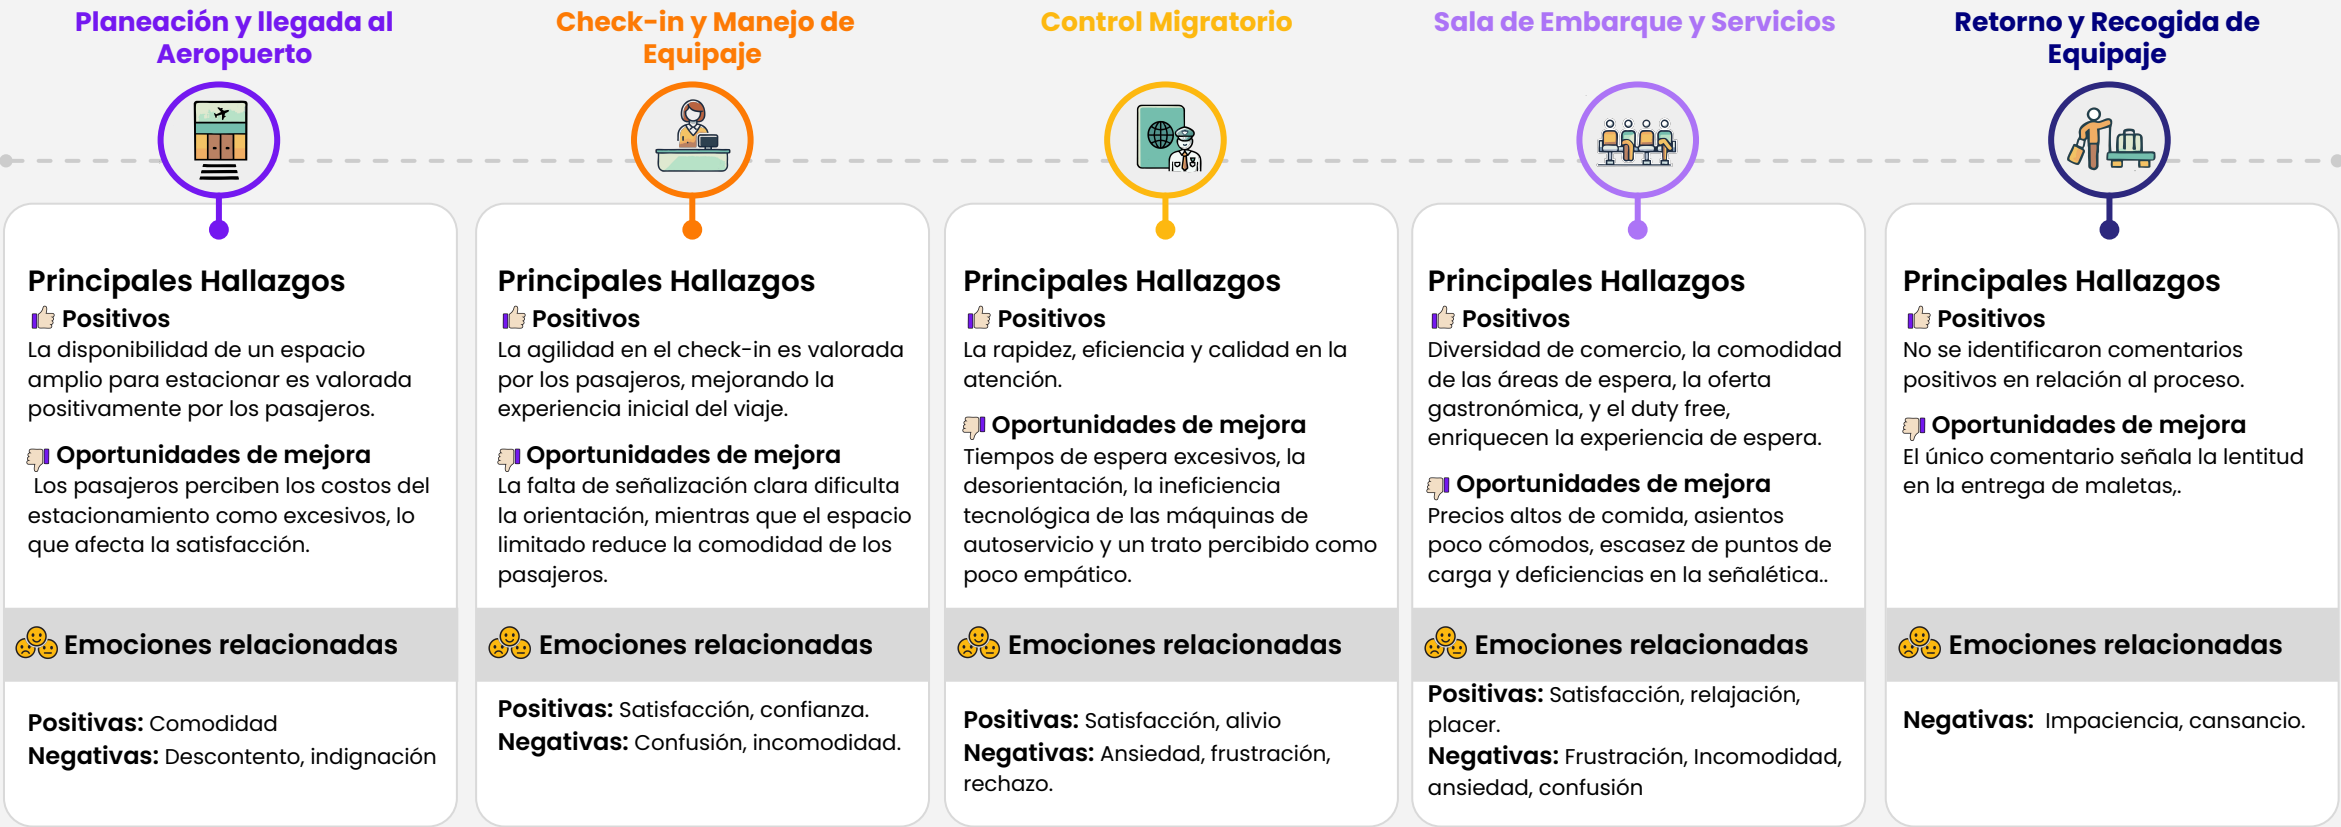 Planeación y llegada al
Aeropuerto
Check-in y Manejo de
Equipaje
Control Migratorio
Sala de Embarque y Servicios
Retorno y Recogida de
Equipaje
Principales Hallazgos
Positivos
La disponibilidad de un espacio
amplio para estacionar es valorada
positivamente por los pasajeros.
Oportunidades de mejora
Los pasajeros perciben los costos del
estacionamiento como excesivos, lo
que afecta la satisfacción.
Emociones relacionadas
Positivas: Comodidad
Negativas: Descontento, indignación
Principales Hallazgos
Positivos
La agilidad en el check-in es valorada
por los pasajeros, mejorando la
experiencia inicial del viaje.
Oportunidades de mejora
La falta de señalización clara dificulta
la orientación, mientras que el espacio
limitado reduce la comodidad de los
pasajeros.
Emociones relacionadas
Positivas: Satisfacción, confianza.
Negativas: Confusión, incomodidad.
Principales Hallazgos
Positivos
La rapidez, eficiencia y calidad en la
atención.
Oportunidades de mejora
Tiempos de espera excesivos, la
desorientación, la ineficiencia
tecnológica de las máquinas de
autoservicio y un trato percibido como
poco empático.
Emociones relacionadas
Positivas: Satisfacción, alivio
Negativas: Ansiedad, frustración,
rechazo.
Principales Hallazgos
Positivos
Diversidad de comercio, la comodidad
de las áreas de espera, la oferta
gastronómica, y el duty free,
enriquecen la experiencia de espera.
Oportunidades de mejora
Precios altos de comida, asientos
poco cómodos, escasez de puntos de
carga y deficiencias en la señalética..
Emociones relacionadas
Positivas: Satisfacción, relajación,
placer.
Negativas: Frustración, Incomodidad,
ansiedad, confusión
Principales Hallazgos
Positivos
No se identificaron comentarios
positivos en relación al proceso.
Oportunidades de mejora
El único comentario señala la lentitud
en la entrega de maletas,.
Emociones relacionadas
Negativas: Impaciencia, cansancio.